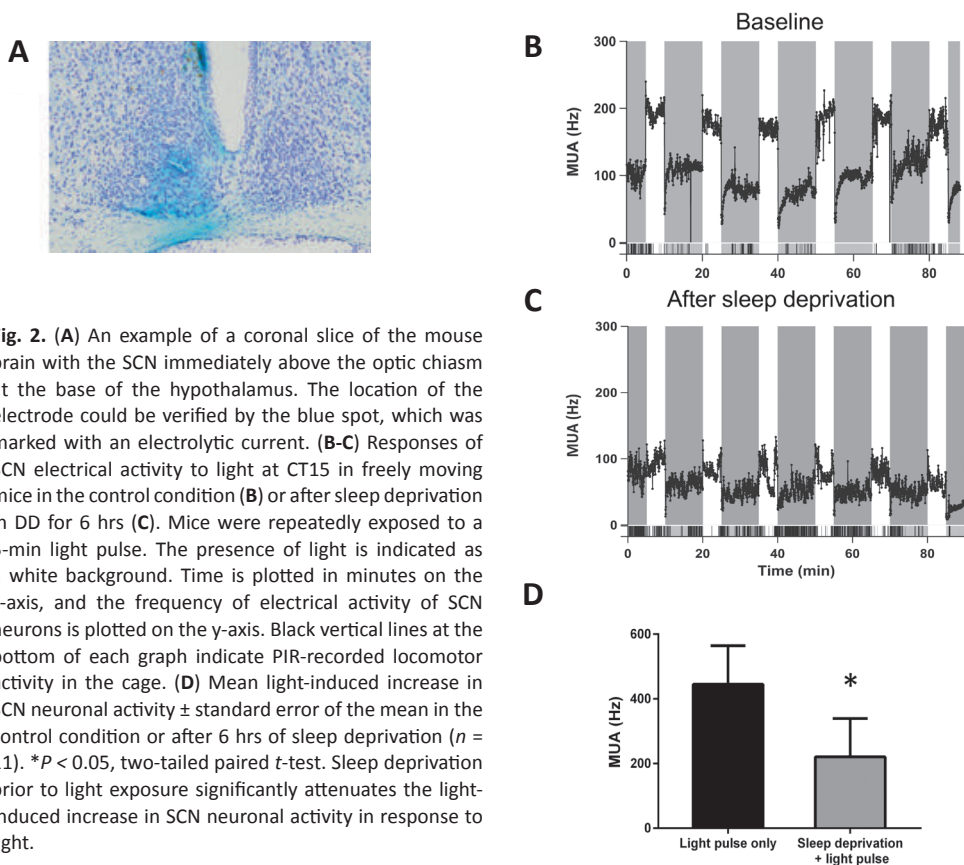 A
Fig. 2. (A) An example of a coronal slice of the mouse
brain with the SCN immediately above the optic chiasm
at the base of the hypothalamus. The location of the
electrode could be verified by the blue spot, which was
marked with an electrolytic current. (B-C) Responses of
SCN electrical activity to light at CT15 in freely moving
mice in the control condition (B) or after sleep deprivation
in DD for 6 hrs (C). Mice were repeatedly exposed to a
-min light pulse. The presence of light is indicated as
white background. Time is plotted in minutes on the
-axis, and the frequency of electrical activity of SCN
neurons is plotted on the y-axis. Black vertical lines at the
bottom of each graph indicate PIR-recorded locomotor
activity in the cage. (D) Mean light-induced increase in
SCN neuronal activity ± standard error of the mean in the
control condition or after 6 hrs of sleep deprivation (n =
11). *P < 0.05, two-tailed paired t-test. Sleep deprivation
prior to light exposure significantly attenuates the light-
induced increase in SCN neuronal activity in response to
light.
B
Baseline
MUA (Hz)
300
200
100
0
0 20 40 60 80
C
After sleep deprivation
MUA (Hz)
300
200
100
0
0 20 40 60 80
Time (min)
D
MUA (Hz)
600
400
200
0
*
Light pulse only
Sleep deprivation
+ light pulse